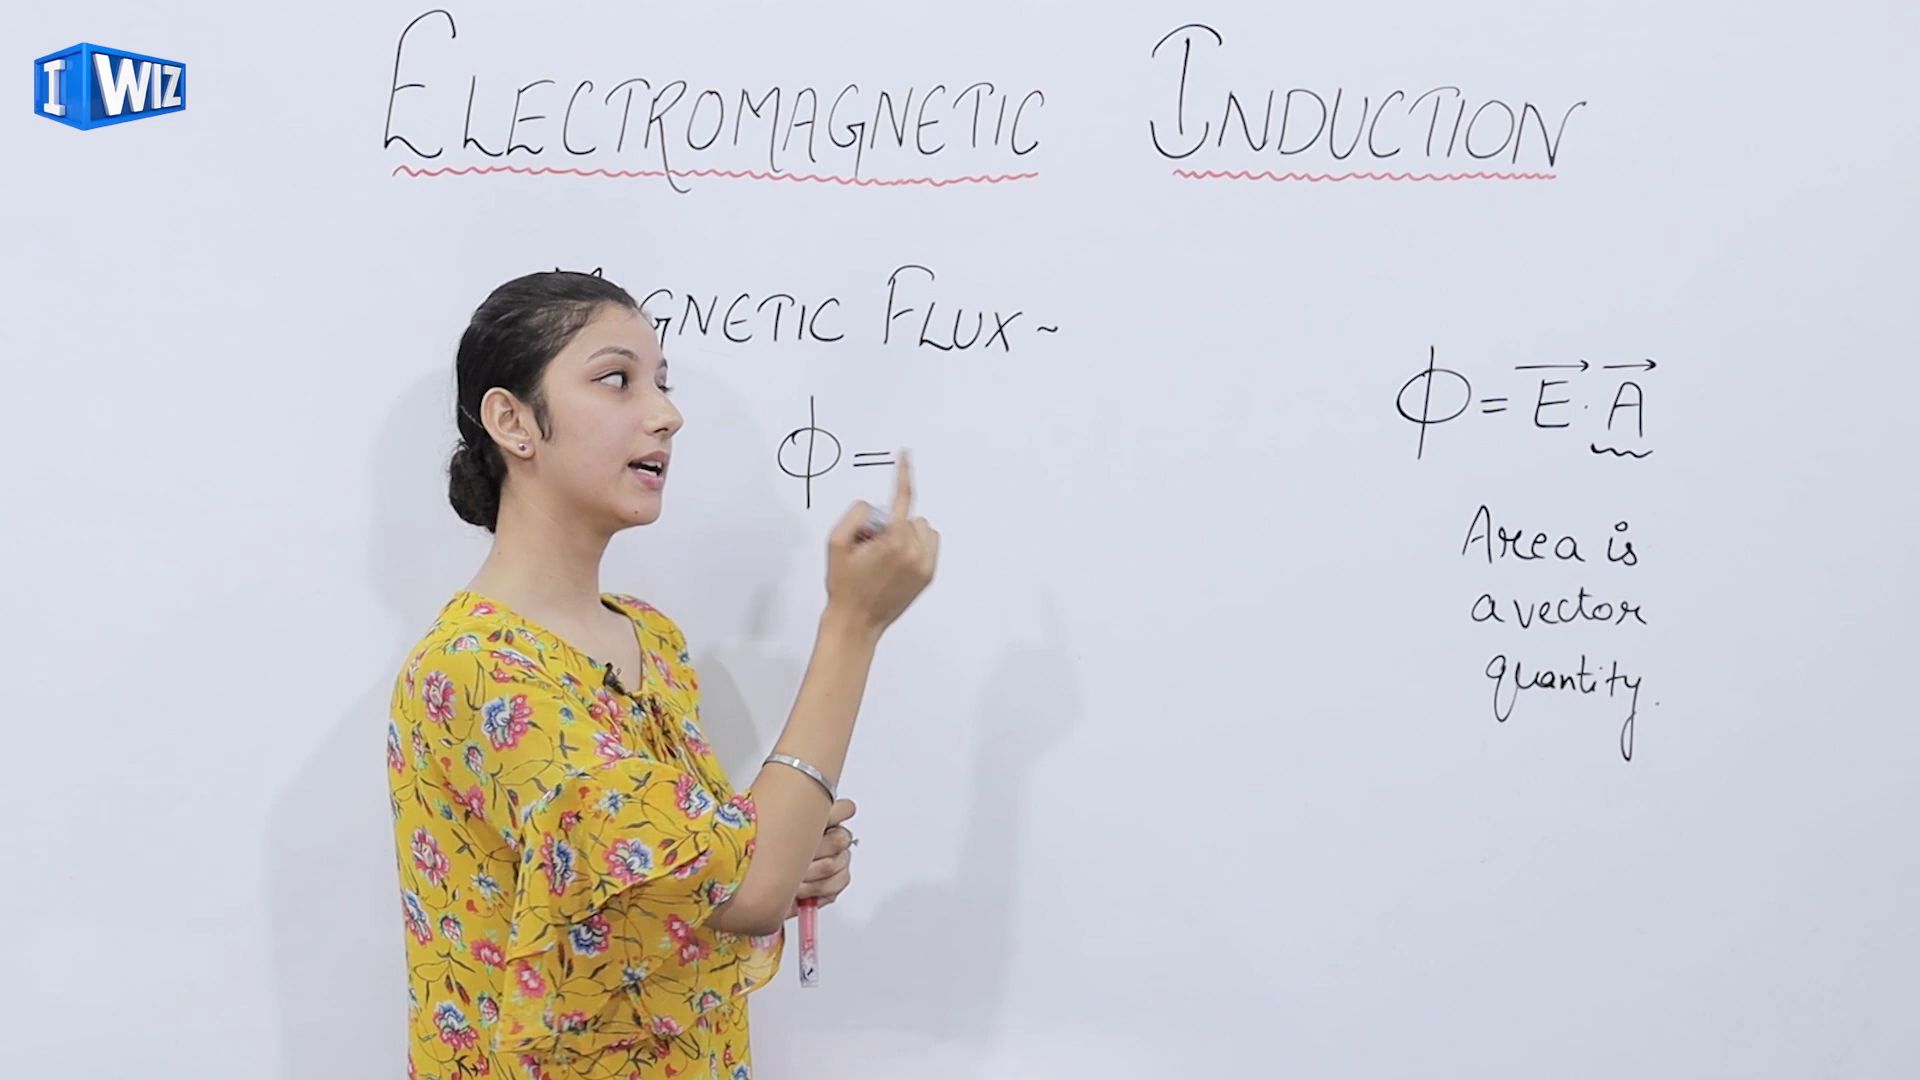 I WIZ
ELECTROMAGNETIC INDUCTION
GNETIC FLUX ~
ϕ =
ϕ = E⃗ · A⃗
Area is
a vector
quantity.